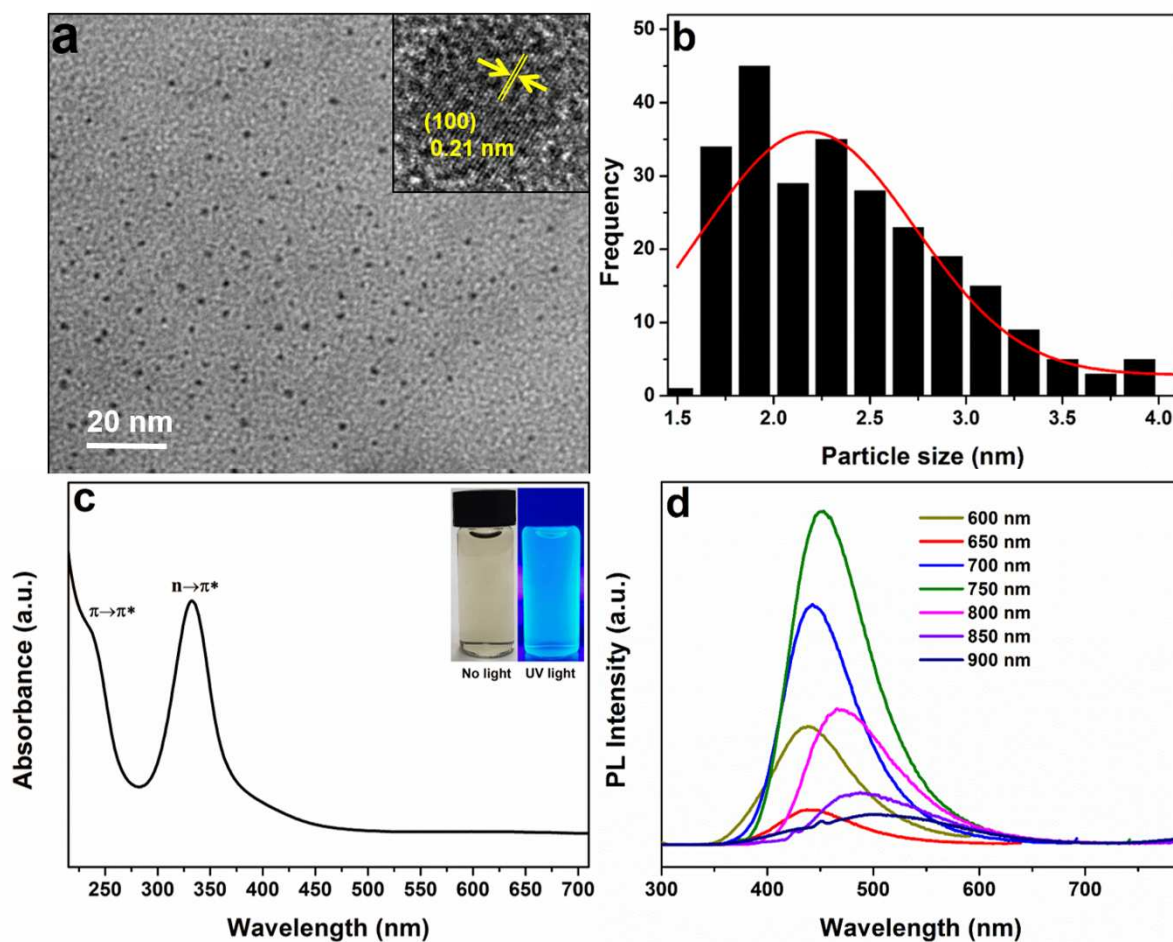 a
(100)
0.21 nm
20 nm
b
50
40
30
20
10
0
Frequency
1.5 2.0 2.5 3.0 3.5 4.0
Particle size (nm)
c
π→π*
n→π*
No light UV light
Absorbance (a.u.)
250 300 350 400 450 500 550 600 650 700
Wavelength (nm)
d
600 nm
650 nm
700 nm
750 nm
800 nm
850 nm
900 nm
PL Intensity (a.u.)
300 400 500 600 700
Wavelength (nm)